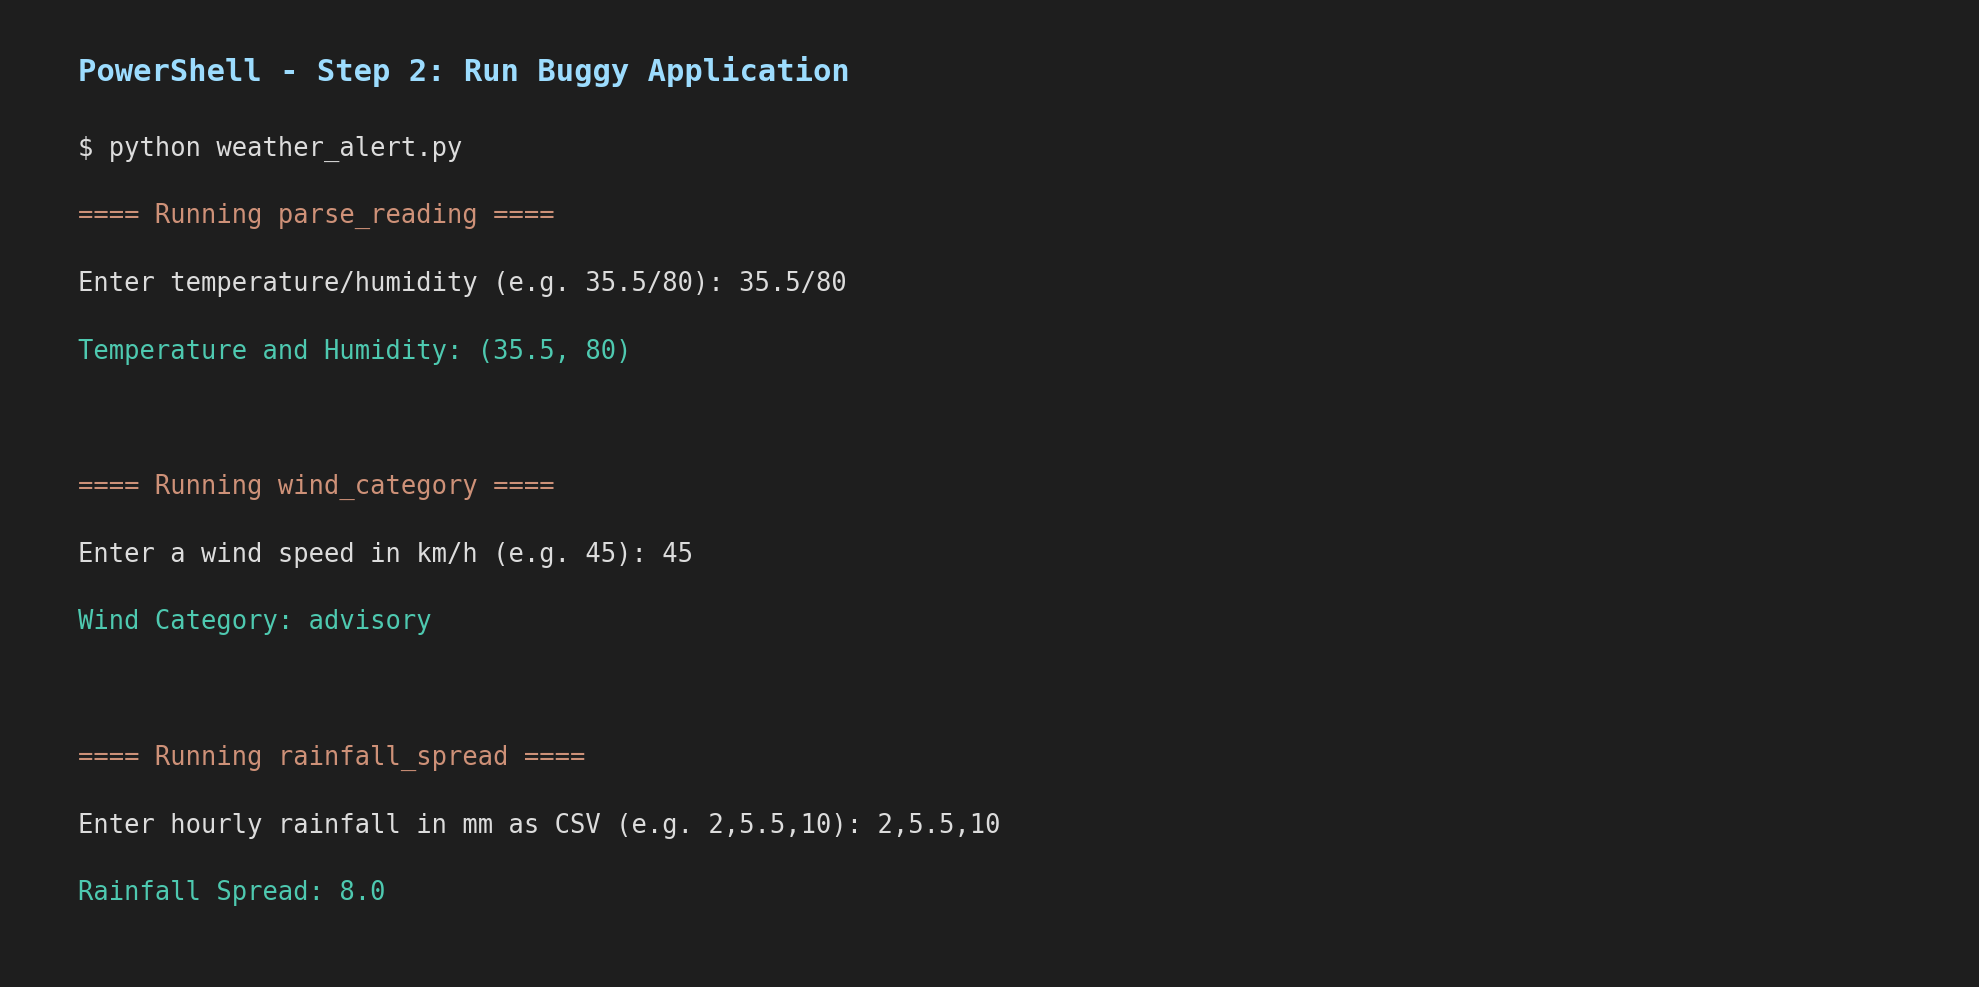 PowerShell - Step 2: Run Buggy Application
$ python weather_alert.py
==== Running parse_reading ====
Enter temperature/humidity (e.g. 35.5/80): 35.5/80
Temperature and Humidity: (35.5, 80)
==== Running wind_category ====
Enter a wind speed in km/h (e.g. 45): 45
Wind Category: advisory
==== Running rainfall_spread ====
Enter hourly rainfall in mm as CSV (e.g. 2,5.5,10): 2,5.5,10
Rainfall Spread: 8.0